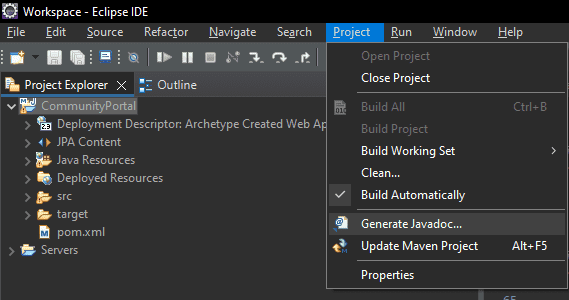 Workspace - Eclipse IDE
File Edit Source Refactor Navigate Search Project Run Window Help
Project Explorer Outline
CommunityPortal
Deployment Descriptor: Archetype Created Web Ap
JPA Content
Java Resources
Deployed Resources
src
target
pom.xml
Servers
Open Project
Close Project
Build All Ctrl+B
Build Project
Build Working Set
Clean...
Build Automatically
Generate Javadoc...
Update Maven Project Alt+F5
Properties